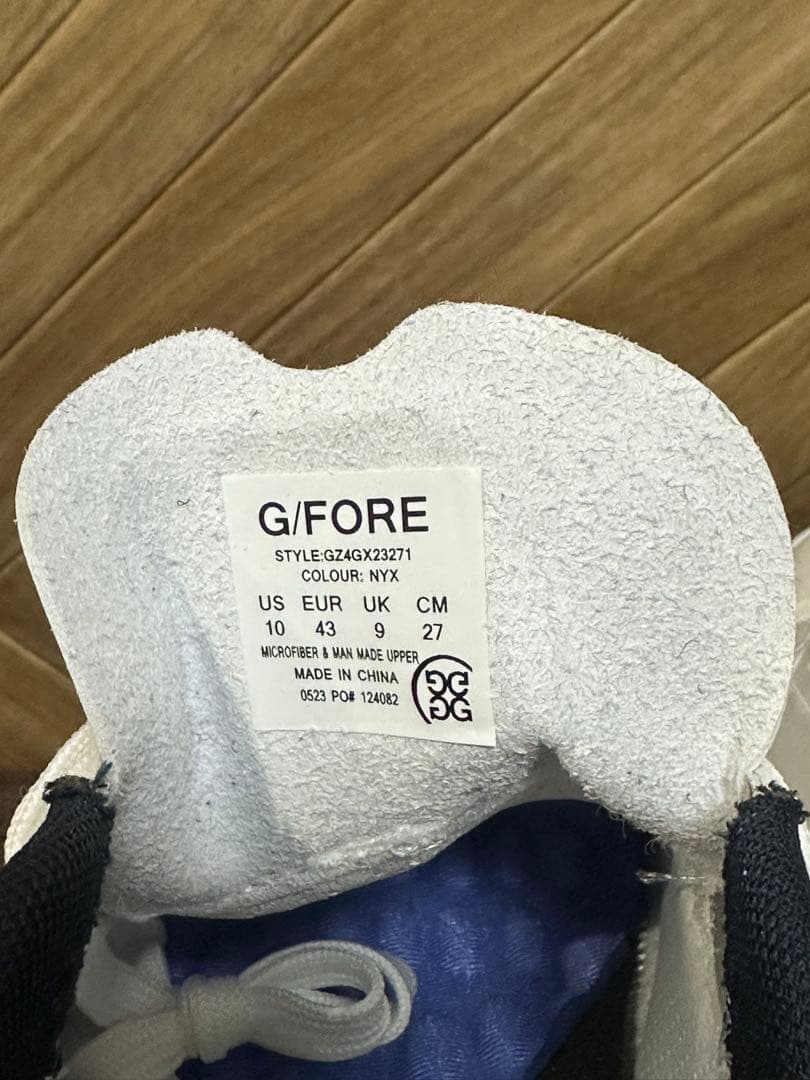 G/FORE
STYLE:GZ4GX23271
COLOUR: NYX
US EUR UK CM
10 43 9 27
MICROFIBER & MAN MADE UPPER
MADE IN CHINA
0523 PO# 124082